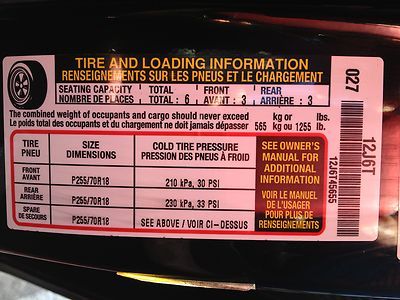 TIRE AND LOADING INFORMATION
RENSEIGNEMENTS SUR LES PNEUS ET LE CHARGEMENT
SEATING CAPACITY TOTAL FRONT REAR
NOMBRE DE PLACES TOTAL : 6 AVANT : 3 ARRIÈRE : 3
The combined weight of occupants and cargo should never exceed kg or lbs.
Le poids total des occupants et du chargement ne doit jamais dépasser 565 kg ou 1255 lb.
TIRE SIZE COLD TIRE PRESSURE
PNEU DIMENSIONS PRESSION DES PNEUS À FROID
FRONT
AVANT P255/70R18 210 kPa, 30 PSI
REAR
ARRIÈRE P255/70R18 230 kPa, 33 PSI
SPARE
DE SECOURS P255/70R18 SEE ABOVE / VOIR CI-DESSUS
SEE OWNER'S
MANUAL FOR
ADDITIONAL
INFORMATION
VOIR LE MANUEL
DE L'USAGER
POUR PLUS DE
RENSEIGNEMENTS
027
12J6T
12J6T45655